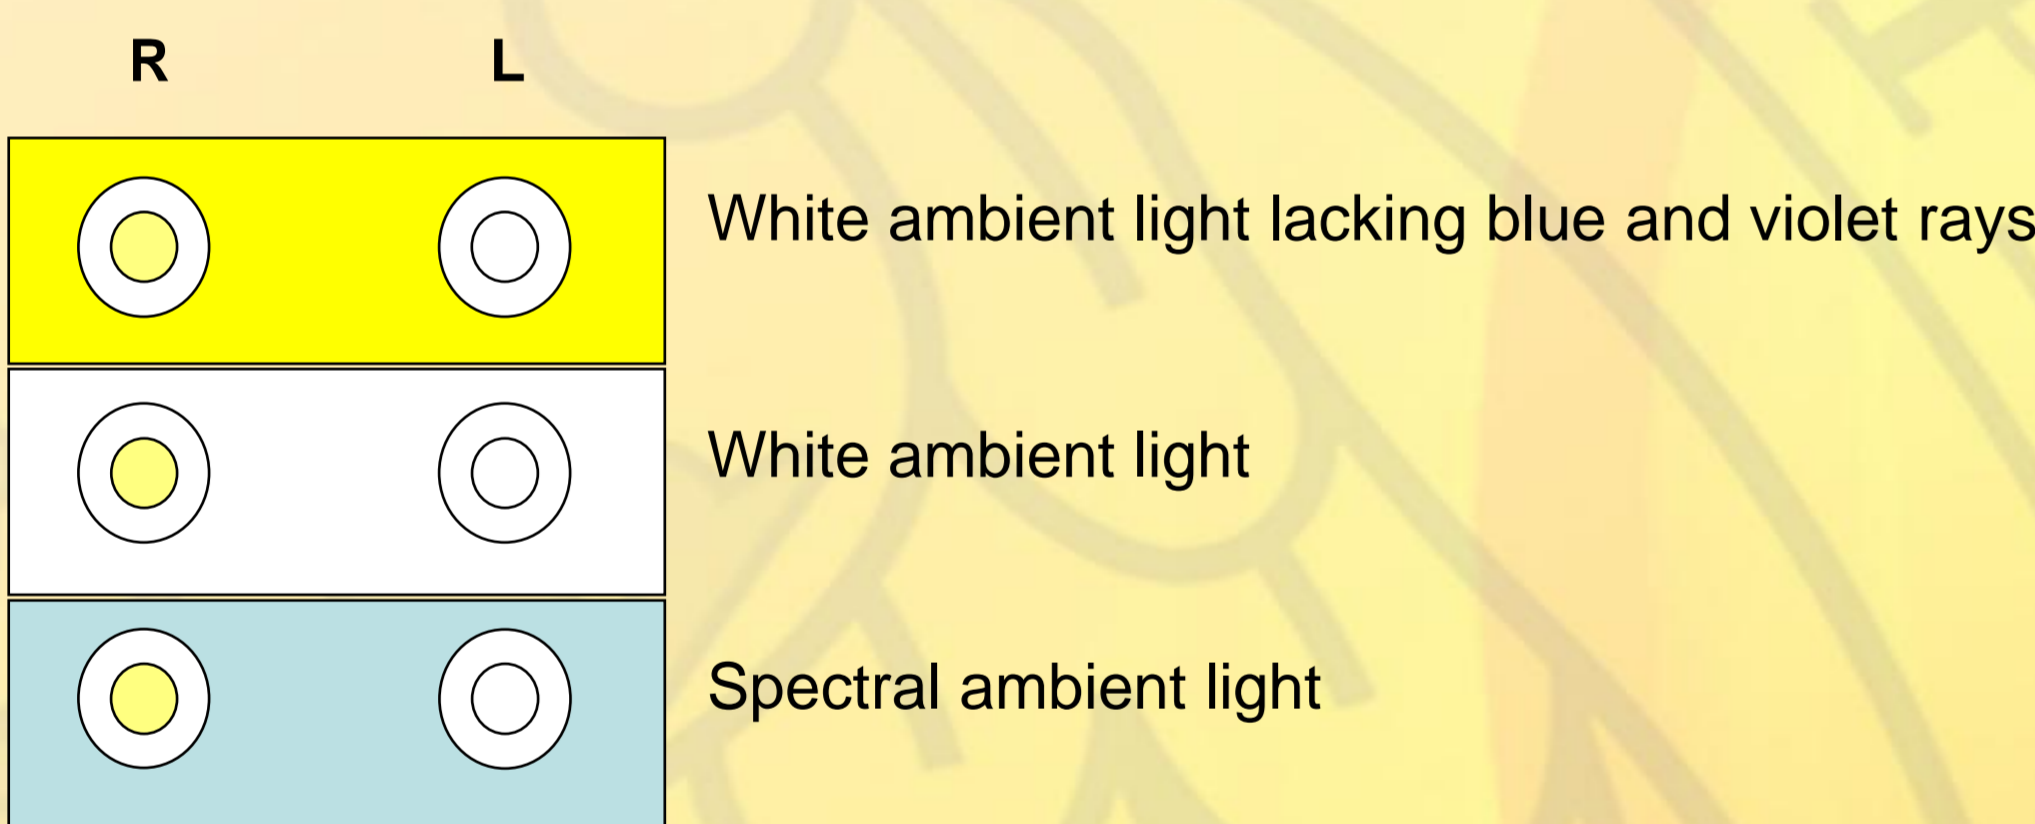 R L
White ambient light lacking blue and violet rays
White ambient light
Spectral ambient light